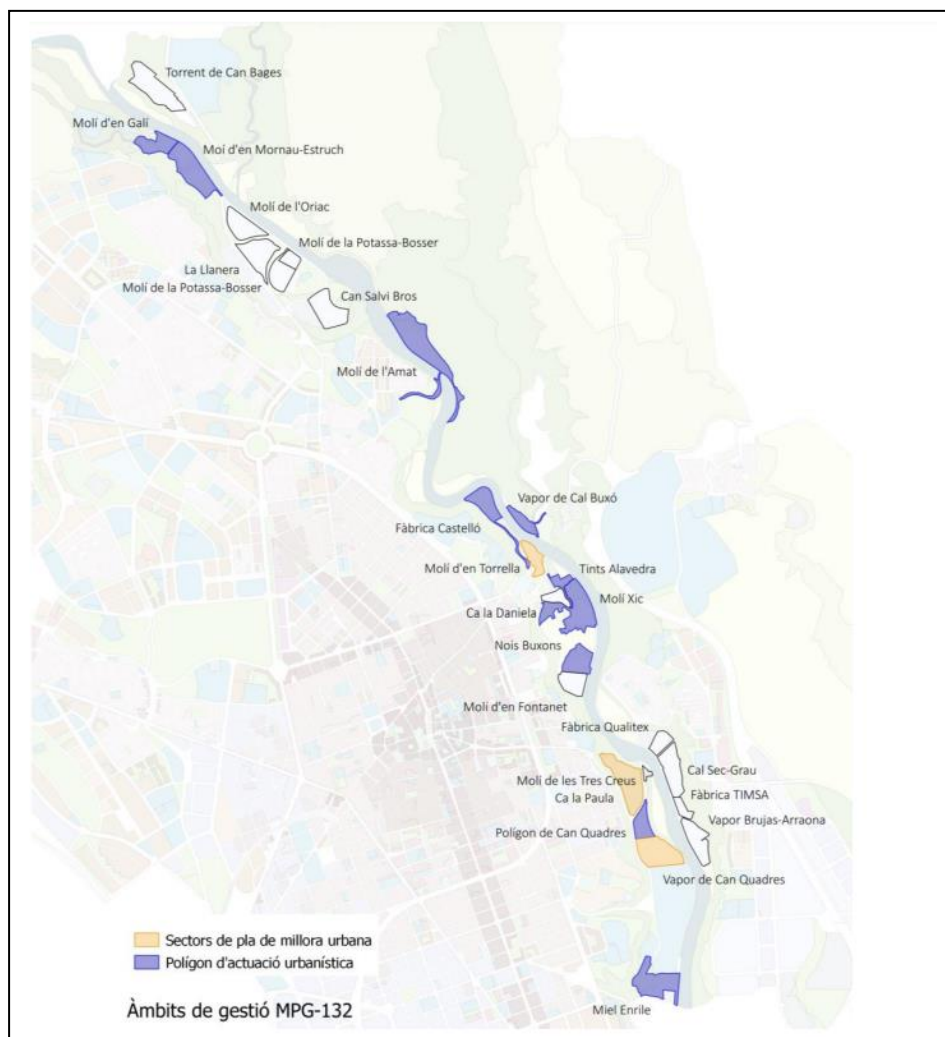 Torrent de Can Bages
Molí d'en Galí
Moí d'en Mornau-Estruch
Molí de l'Oriac
Molí de la Potassa-Bosser
La Llanera
Molí de la Potassa-Bosser
Can Salvi Bros
Molí de l'Amat
Vapor de Cal Buxó
Fàbrica Castelló
Molí d'en Torrella
Tints Alavedra
Molí Xic
Ca la Daniela
Nois Buxons
Molí d'en Fontanet
Fàbrica Qualitex
Cal Sec-Grau
Molí de les Tres Creus
Ca la Paula
Fàbrica TIMSA
Vapor Brujas-Arraona
Polígon de Can Quadres
Vapor de Can Quadres
Sectors de pla de millora urbana
Polígon d'actuació urbanística
Àmbits de gestió MPG-132
Miel Enrile